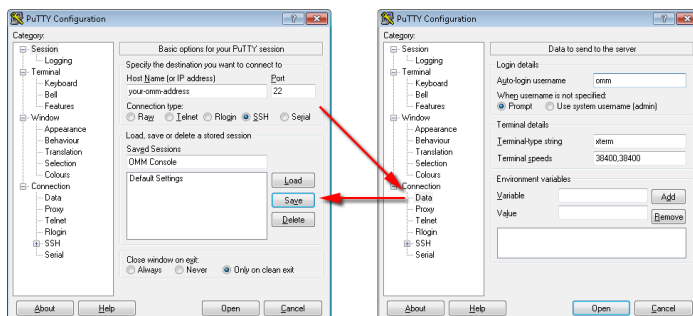 PuTTY Configuration
Category:
Session
Logging
Terminal
Keyboard
Bell
Features
Window
Appearance
Behaviour
Translation
Selection
Colours
Connection
Data
Proxy
Telnet
Rlogin
SSH
Serial
Basic options for your PuTTY session
Specify the destination you want to connect to
Host Name (or IP address) Port
your-omm-address 22
Connection type:
Raw Telnet Rlogin SSH Serial
Load, save or delete a stored session
Saved Sessions
OMM Console
Default Settings
Load
Save
Delete
Close window on exit:
Always Never Only on clean exit
About Help Open Cancel
PuTTY Configuration
Category:
Session
Logging
Terminal
Keyboard
Bell
Features
Window
Appearance
Behaviour
Translation
Selection
Colours
Connection
Data
Proxy
Telnet
Rlogin
SSH
Serial
Data to send to the server
Login details
Auto-login username omm
When username is not specified:
Prompt Use system username (admin)
Terminal details
Terminal-type string xterm
Terminal speeds 38400,38400
Environment variables
Variable Add
Value Remove
About Help Open Cancel